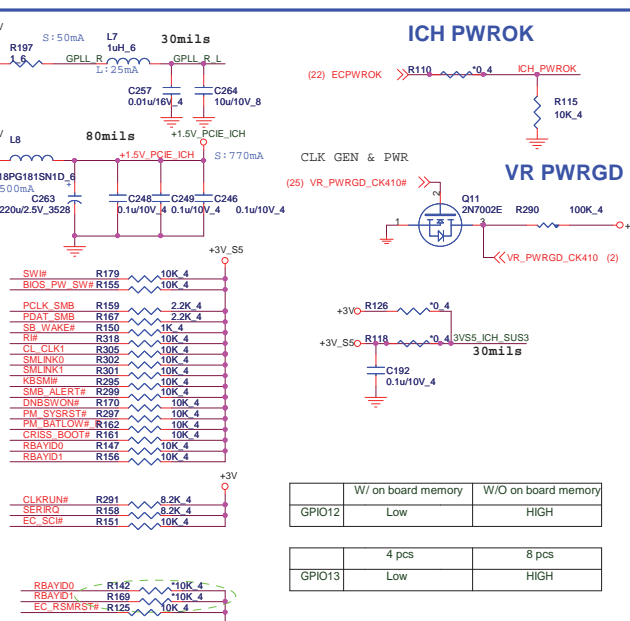 ICH PWROK
S:50mA
R197
1_6
L7
1uH_6
30mils
GPLL_R
GPLL_R_L
L:25mA
C257
0.01u/16V_4
C264
10u/10V_8
(22) ECPWROK
R110
*0_4
ICH_PWROK
R115
10K_4
L8
80mils
+1.5V_PCIE_ICH
+1.5V_PCIE_ICH
S:770mA
18PG181SN1D_6
500mA
C263
220u/2.5V_3528
C248
0.1u/10V_4
C249
0.1u/10V_4
C246
0.1u/10V_4
CLK GEN & PWR
VR PWRGD
(25) VR_PWRGD_CK410#
2
1
3
Q11
2N7002E
R290
100K_4
VR_PWRGD_CK410 (2)
+3V_S5
SWI# R179 10K_4
BIOS_PW_SW# R155 10K_4
PCLK_SMB R159 2.2K_4
PDAT_SMB R167 2.2K_4
SB_WAKE# R150 1K_4
RI# R318 10K_4
CL_CLK1 R305 10K_4
SMLINK0 R302 10K_4
SMLINK1 R301 10K_4
KBSMI# R295 10K_4
SMB_ALERT# R299 10K_4
DNBSWON# R170 10K_4
PM_SYSRST# R297 10K_4
PM_BATLOW#_R R162 10K_4
CRISS_BOOT# R161 10K_4
RBAYID0 R147 10K_4
RBAYID1 R156 10K_4
+3V R126 *0_4
+3V_S5 R118 *0_4 3VS5_ICH_SUS3
30mils
C192
0.1u/10V_4
+3V
CLKRUN# R291 8.2K_4
SERIRQ R158 8.2K_4
EC_SCI# R151 10K_4
W/ on board memory W/O on board memory
GPIO12 Low HIGH
4 pcs 8 pcs
GPIO13 Low HIGH
RBAYID0 R142 *10K_4
RBAYID1 R169 *10K_4
EC_RSMRST# R125 10K_4